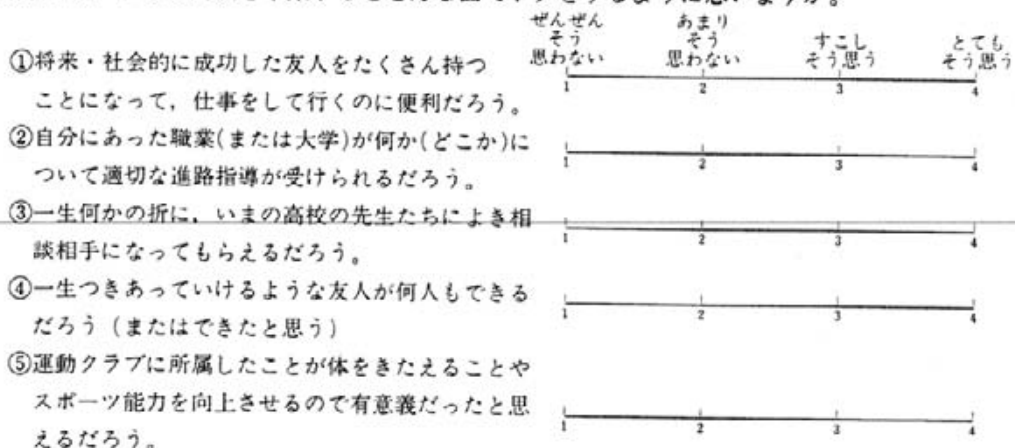 ぜんぜん
そう
思わない
あまり
そう
思わない
すこし
そう思う
とても
そう思う
①将来・社会的に成功した友人をたくさん持つ
ことになって，仕事をして行くのに便利だろう。
1 2 3 4
②自分にあった職業(または大学)が何か(どこか)に
ついて適切な進路指導が受けられるだろう。
1 2 3 4
③一生何かの折に，いまの高校の先生たちによき相
談相手になってもらえるだろう。
1 2 3 4
④一生つきあっていけるような友人が何人もできる
だろう（またはできたと思う）
1 2 3 4
⑤運動クラブに所属したことが体をきたえることや
スポーツ能力を向上させるので有意義だったと思
えるだろう。
1 2 3 4